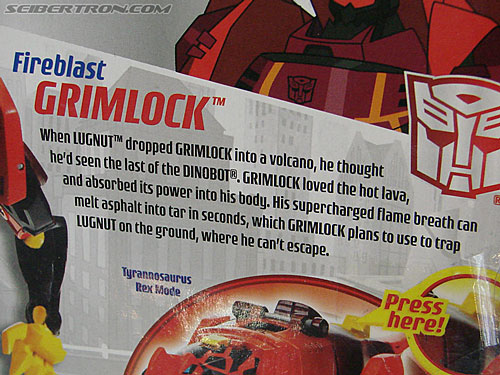 SEIBERTRON.COM
Fireblast
GRIMLOCK™
When LUGNUT™ dropped GRIMLOCK into a volcano, he thought
he'd seen the last of the DINOBOT®. GRIMLOCK loved the hot lava,
and absorbed its power into his body. His supercharged flame breath can
melt asphalt into tar in seconds, which GRIMLOCK plans to use to trap
LUGNUT on the ground, where he can't escape.
®
Tyrannosaurus
Rex Mode
Press
here!